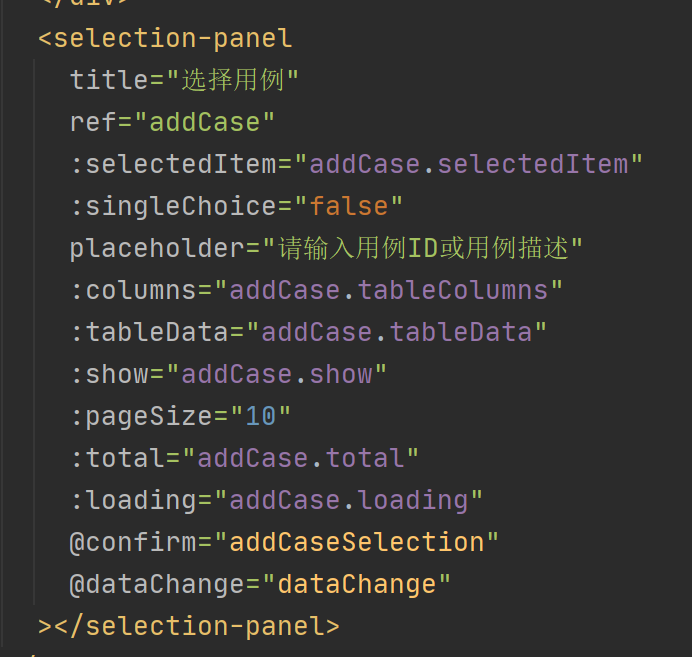 </div>
<selection-panel
title="选择用例"
ref="addCase"
:selectedItem="addCase.selectedItem"
:singleChoice="false"
placeholder="请输入用例ID或用例描述"
:columns="addCase.tableColumns"
:tableData="addCase.tableData"
:show="addCase.show"
:pageSize="10"
:total="addCase.total"
:loading="addCase.loading"
@confirm="addCaseSelection"
@dataChange="dataChange"
></selection-panel>